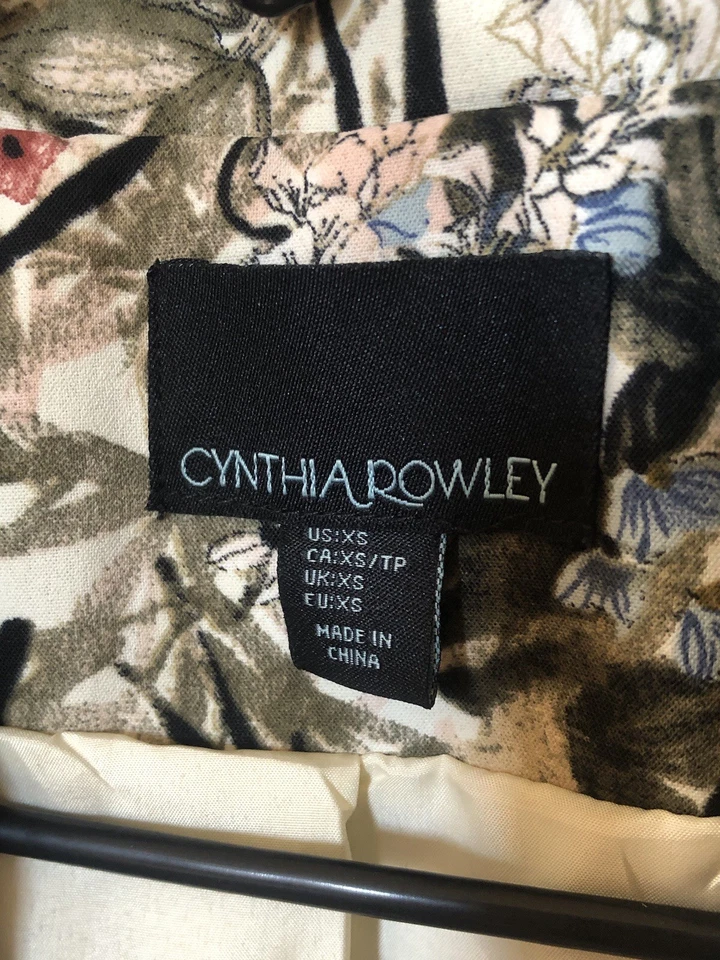 CYNTHIA ROWLEY
US:XS
CA:XS/TP
UK:XS
EU:XS
MADE IN
CHINA